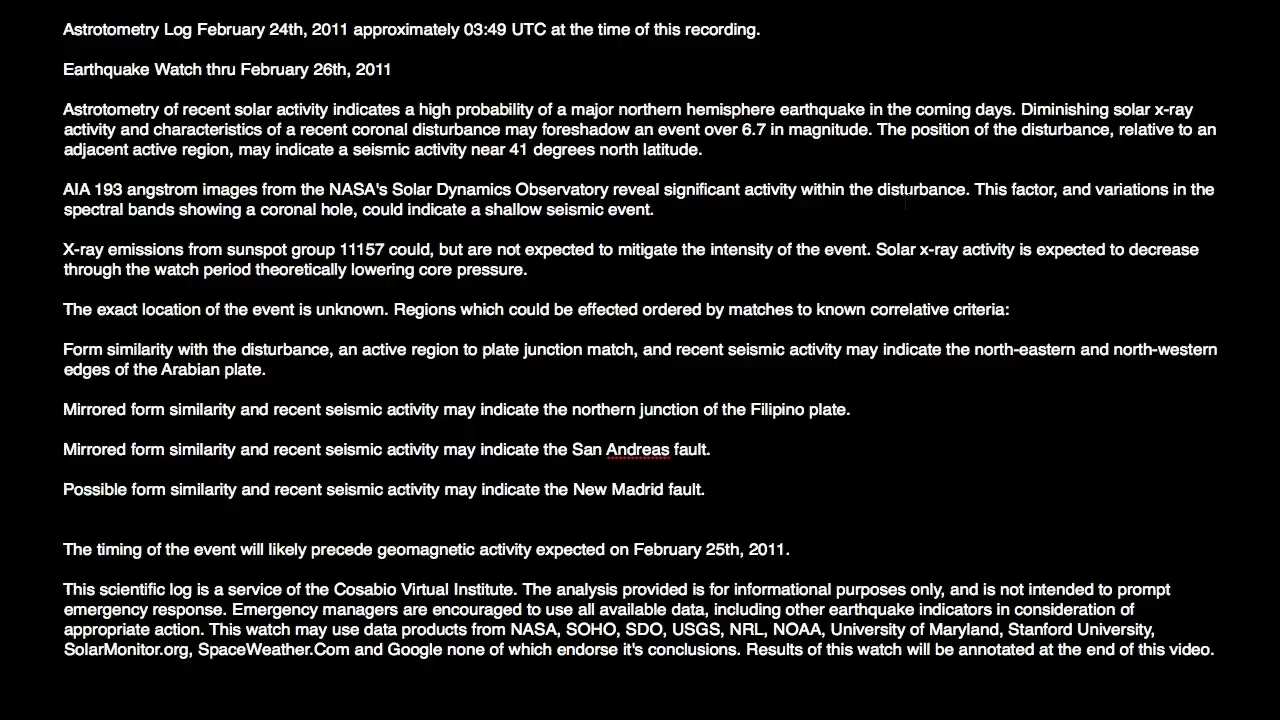 Astrotometry Log February 24th, 2011 approximately 03:49 UTC at the time of this recording.
Earthquake Watch thru February 26th, 2011
Astrotometry of recent solar activity indicates a high probability of a major northern hemisphere earthquake in the coming days. Diminishing solar x-ray
activity and characteristics of a recent coronal disturbance may foreshadow an event over 6.7 in magnitude. The position of the disturbance, relative to an
adjacent active region, may indicate a seismic activity near 41 degrees north latitude.
AIA 193 angstrom images from the NASA's Solar Dynamics Observatory reveal significant activity within the disturbance. This factor, and variations in the
spectral bands showing a coronal hole, could indicate a shallow seismic event.
X-ray emissions from sunspot group 11157 could, but are not expected to mitigate the intensity of the event. Solar x-ray activity is expected to decrease
through the watch period theoretically lowering core pressure.
The exact location of the event is unknown. Regions which could be effected ordered by matches to known correlative criteria:
Form similarity with the disturbance, an active region to plate junction match, and recent seismic activity may indicate the north-eastern and north-western
edges of the Arabian plate.
Mirrored form similarity and recent seismic activity may indicate the northern junction of the Filipino plate.
Mirrored form similarity and recent seismic activity may indicate the San Andreas fault.
Possible form similarity and recent seismic activity may indicate the New Madrid fault.
The timing of the event will likely precede geomagnetic activity expected on February 25th, 2011.
This scientific log is a service of the Cosabio Virtual Institute. The analysis provided is for informational purposes only, and is not intended to prompt
emergency response. Emergency managers are encouraged to use all available data, including other earthquake indicators in consideration of
appropriate action. This watch may use data products from NASA, SOHO, SDO, USGS, NRL, NOAA, University of Maryland, Stanford University,
SolarMonitor.org, SpaceWeather.Com and Google none of which endorse it's conclusions. Results of this watch will be annotated at the end of this video.